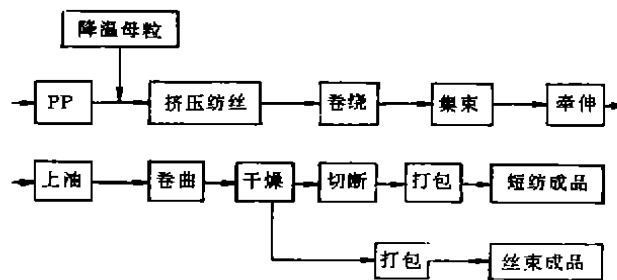 降温母粒
PP 挤压纺丝 卷绕 集束 牵伸
上油 卷曲 干燥 切断 打包 短纺成品
打包 丝束成品